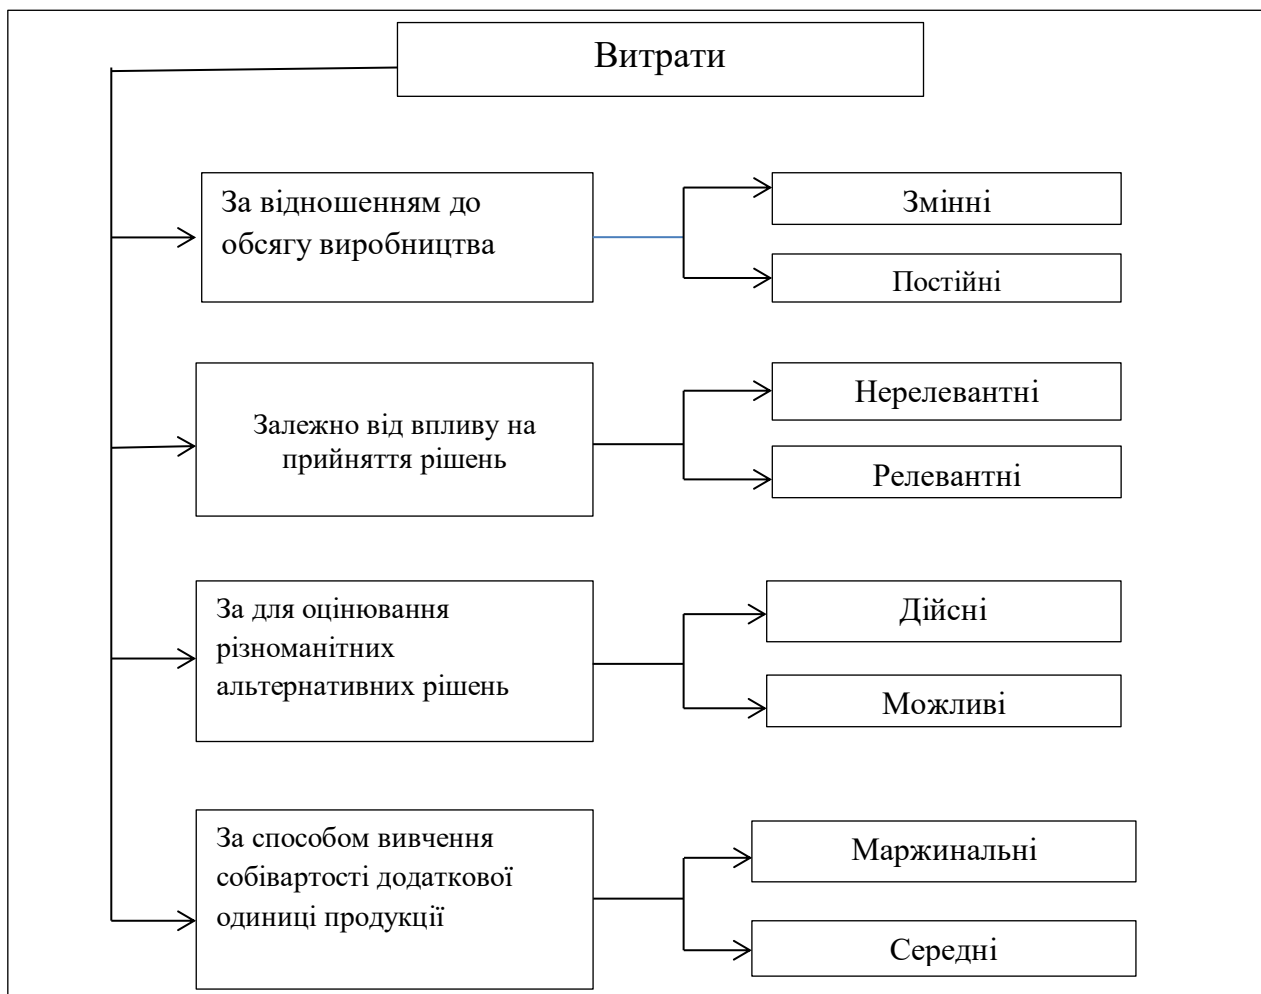 Витрати
За відношенням до
обсягу виробництва
Змінні
Постійні
Залежно від впливу на
прийняття рішень
Нерелевантні
Релевантні
За для оцінювання
різноманітних
альтернативних рішень
Дійсні
Можливі
За способом вивчення
собівартості додаткової
одиниці продукції
Маржинальні
Середні